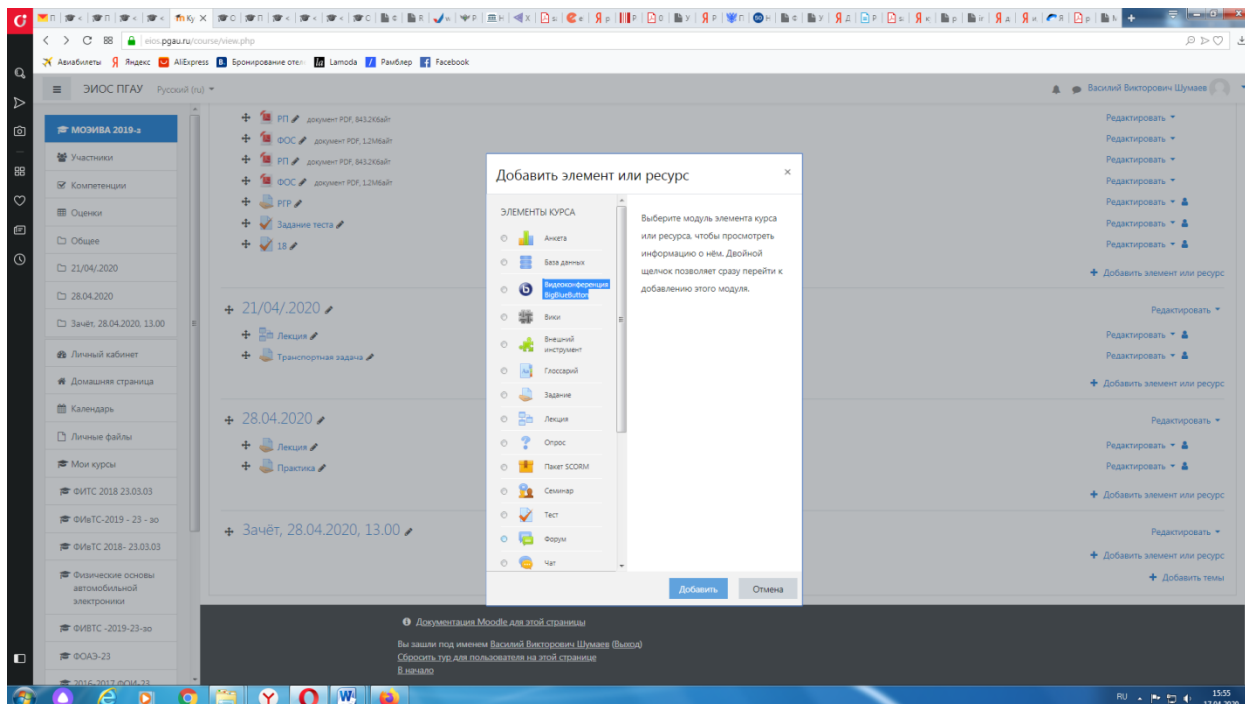 eios.pgau.ru/course/view.php
Авиабилеты Яндекс AliExpress Бронирование отел Lamoda Рамблер Facebook
ЭИОС ПГАУ Русский (ru) Василий Викторович Шумаев
МОЭИВА 2019-а
Участники
Компетенции
Оценки
Общее
21/04/.2020
28.04.2020
Зачёт, 28.04.2020, 13.00
Личный кабинет
Домашняя страница
Календарь
Личные файлы
Мои курсы
ФИТС 2018 23.03.03
ФИвТС-2019 - 23 - зо
ФИвТС 2018- 23.03.03
Физические основы
автомобильной
электроники
ФИВТС -2019-23-зо
ФОАЭ-23
2016-2017 ФОИ-23
РП документ PDF, 843.2Кбайт Редактировать
ФОС документ PDF, 1.2Мбайт Редактировать
РП документ PDF, 843.2Кбайт Редактировать
ФОС документ PDF, 1.2Мбайт Редактировать
РГР Редактировать
Задание теста Редактировать
18 Редактировать
Добавить элемент или ресурс
21/04/.2020 Редактировать
Лекция Редактировать
Транспортная задача Редактировать
Добавить элемент или ресурс
28.04.2020 Редактировать
Лекция Редактировать
Практика Редактировать
Добавить элемент или ресурс
Зачёт, 28.04.2020, 13.00 Редактировать
Добавить элемент или ресурс
Добавить темы
Добавить элемент или ресурс ×
ЭЛЕМЕНТЫ КУРСА
Анкета
База данных
Видеоконференция
BigBlueButton
Вики
Внешний
инструмент
Глоссарий
Задание
Лекция
Опрос
Пакет SCORM
Семинар
Тест
Форум
Чат
Выберите модуль элемента курса
или ресурса, чтобы просмотреть
информацию о нём. Двойной
щелчок позволяет сразу перейти к
добавлению этого модуля.
Добавить Отмена
Документация Moodle для этой страницы
Вы зашли под именем Василий Викторович Шумаев (Выход)
Сбросить тур для пользователя на этой странице
В начало
RU 15:55
17.04.2020